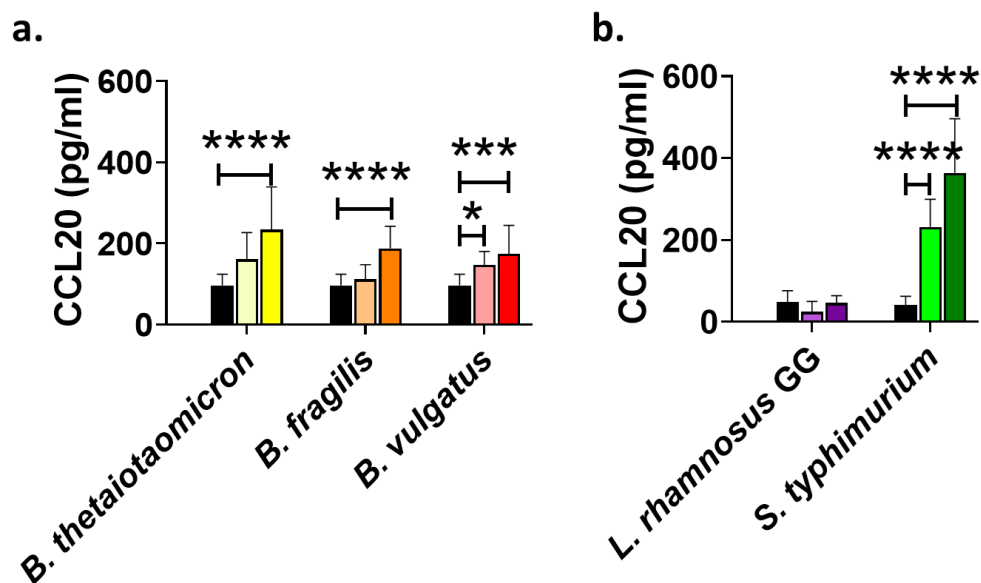 a.
CCL20 (pg/ml)
600
400
200
0
****
****
***
*
B. thetaiotaomicron
B. fragilis
B. vulgatus
b.
CCL20 (pg/ml)
600
400
200
0
****
****
L. rhamnosus GG
S. typhimurium